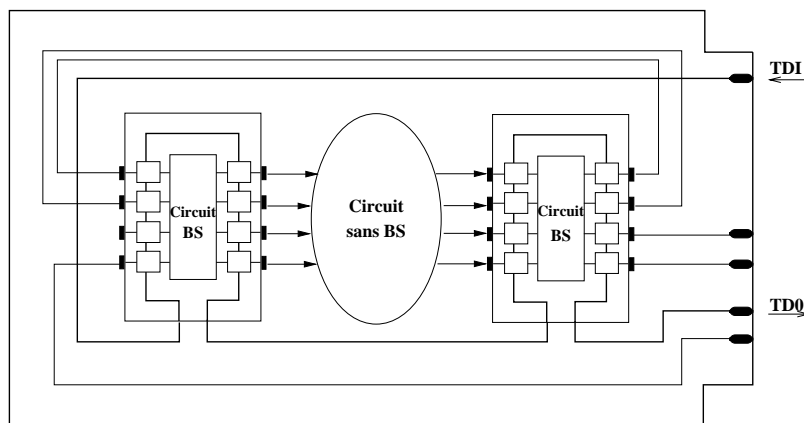 TDI
Circuit
BS
Circuit
sans BS
Circuit
BS
TD0